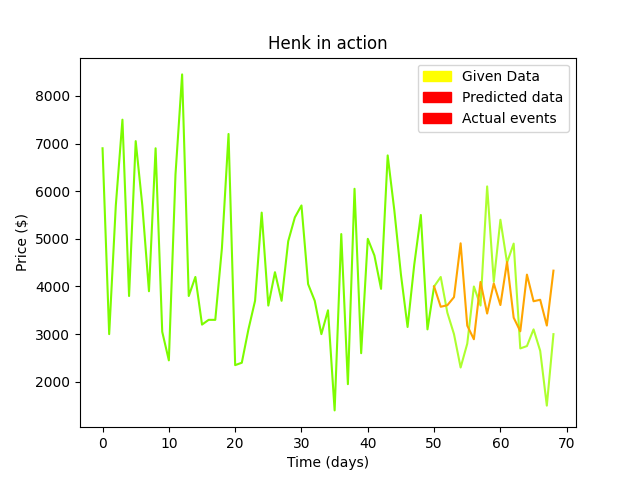 Henk in action
Given Data
Predicted data
Actual events
8000
7000
6000
5000
4000
3000
2000
Price ($)
0 10 20 30 40 50 60 70
Time (days)